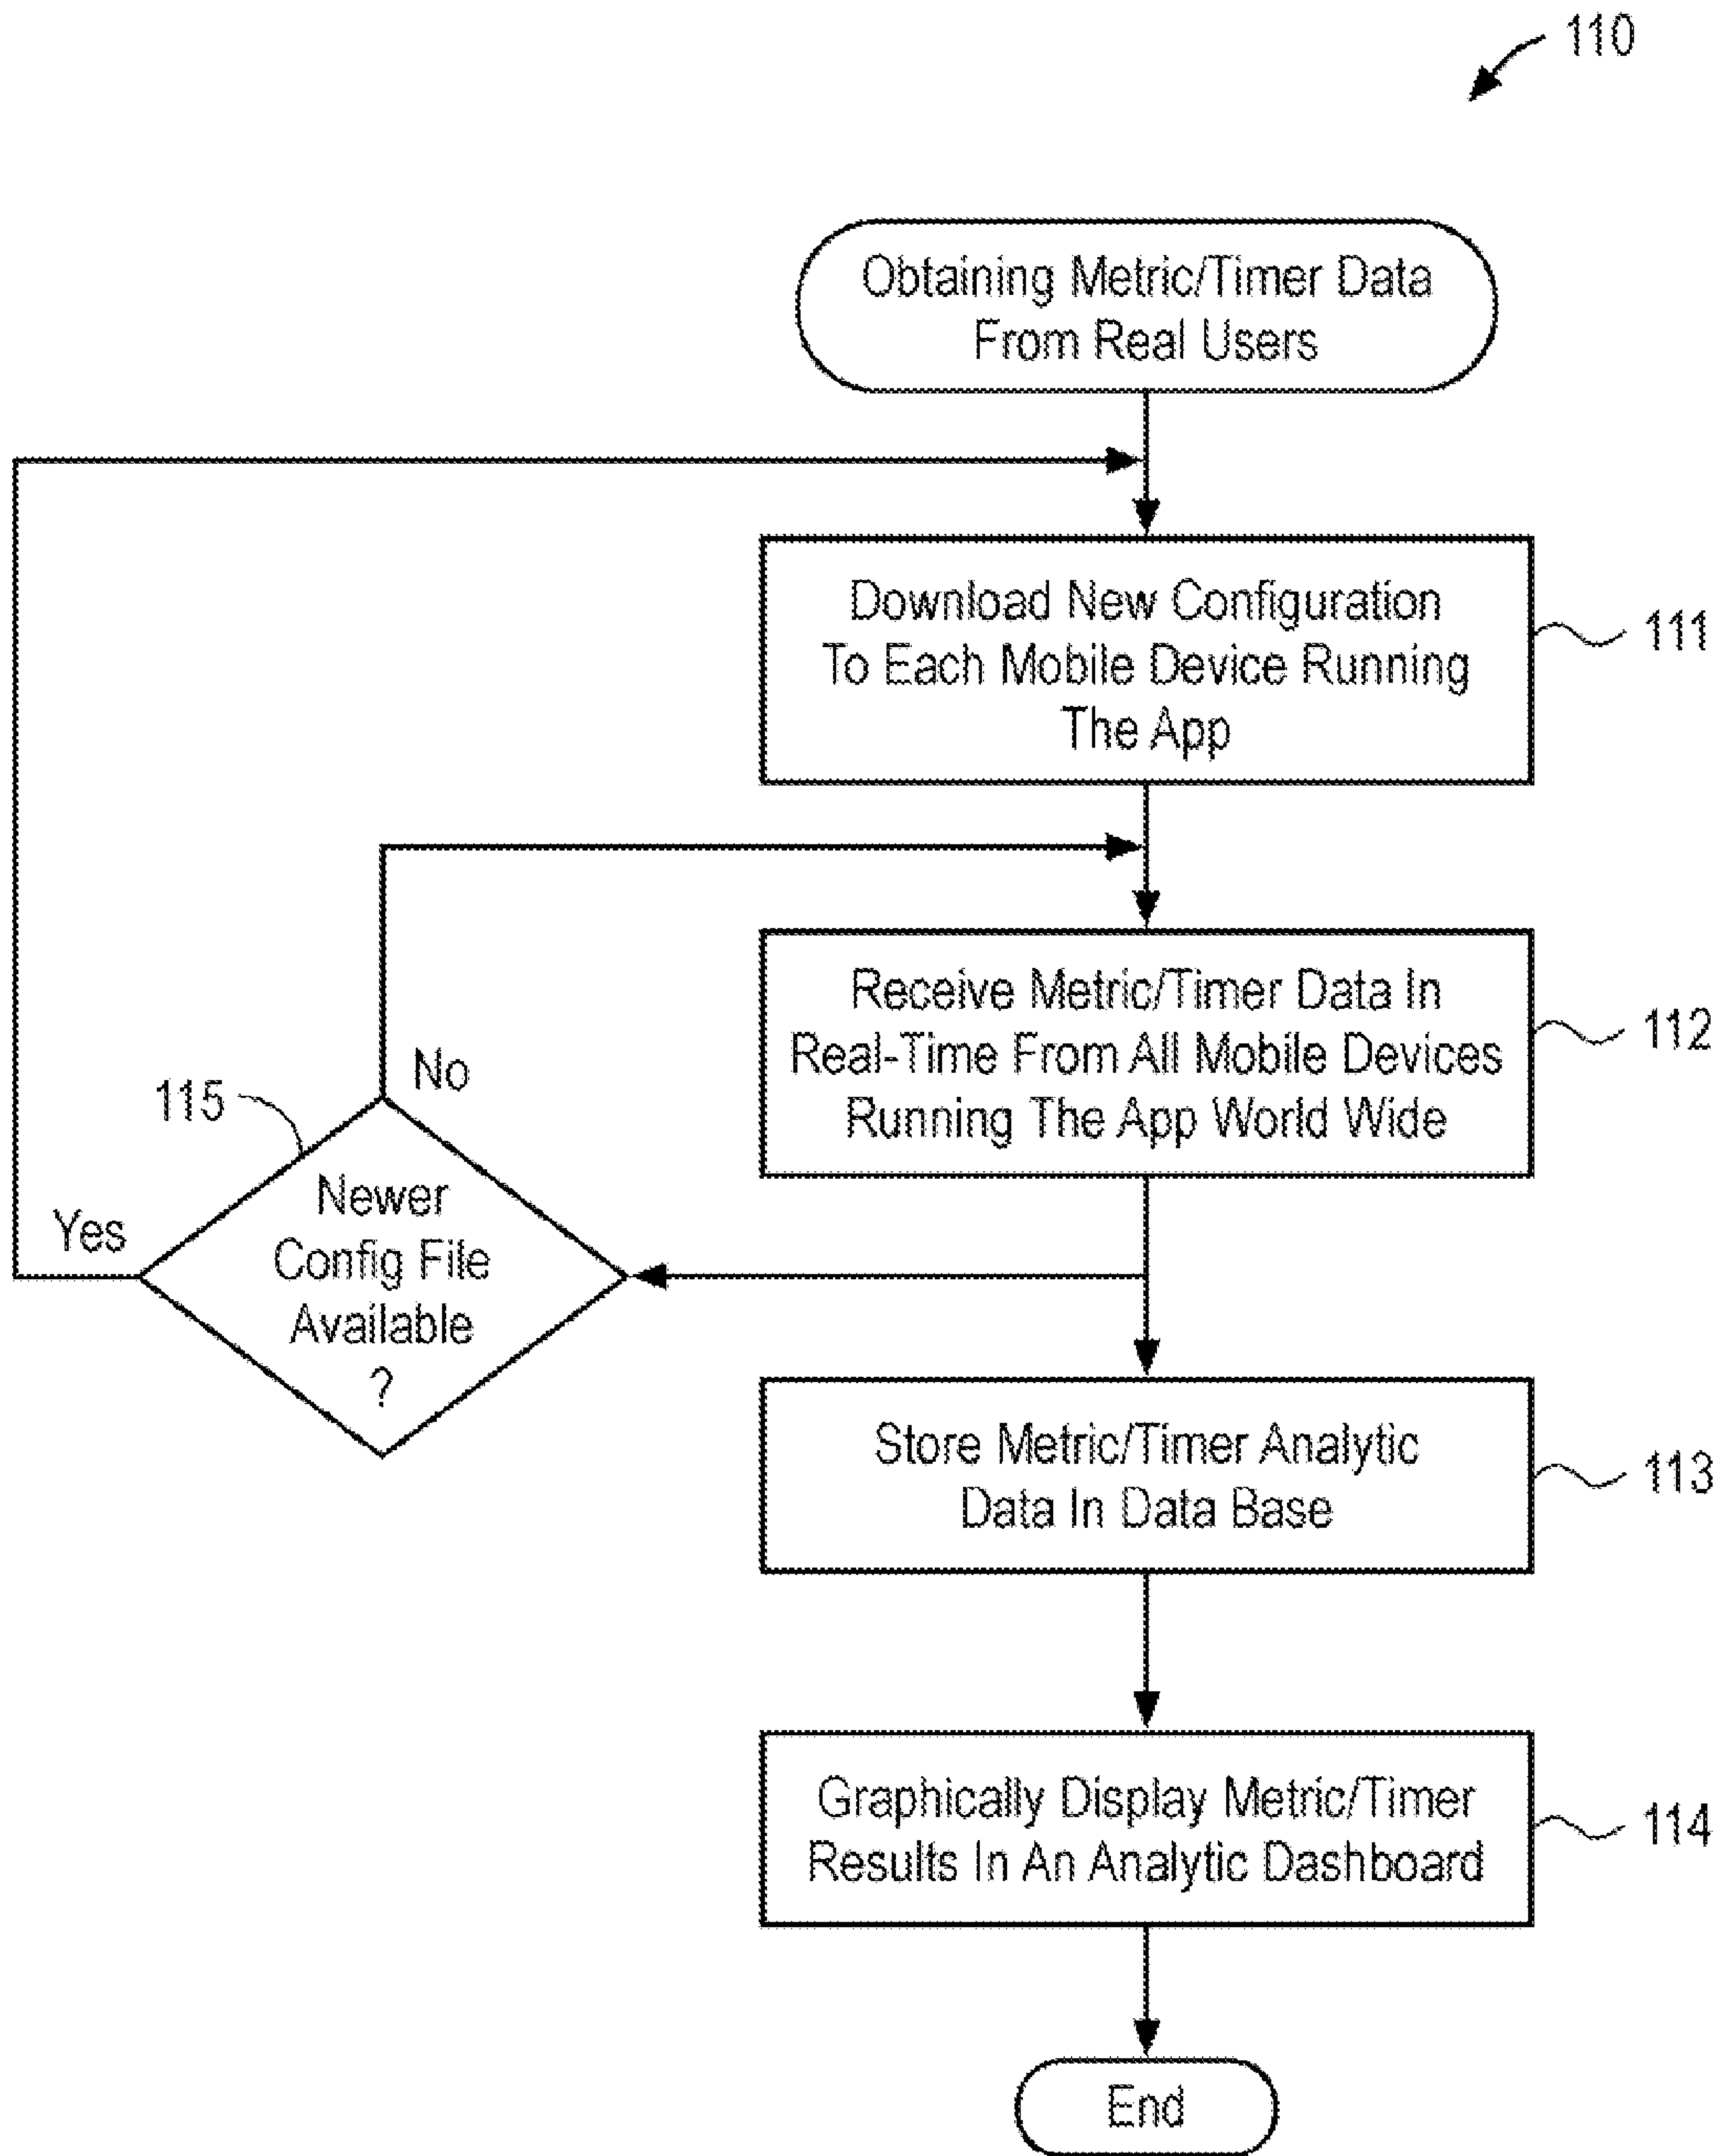 110
Obtaining Metric/Timer Data
From Real Users
Download New Configuration
To Each Mobile Device Running
The App
111
Receive Metric/Timer Data In
Real-Time From All Mobile Devices
Running The App World Wide
112
No
115
Yes
Newer
Config File
Available
?
Store Metric/Timer Analytic
Data In Data Base
113
Graphically Display Metric/Timer
Results In An Analytic Dashboard
114
End